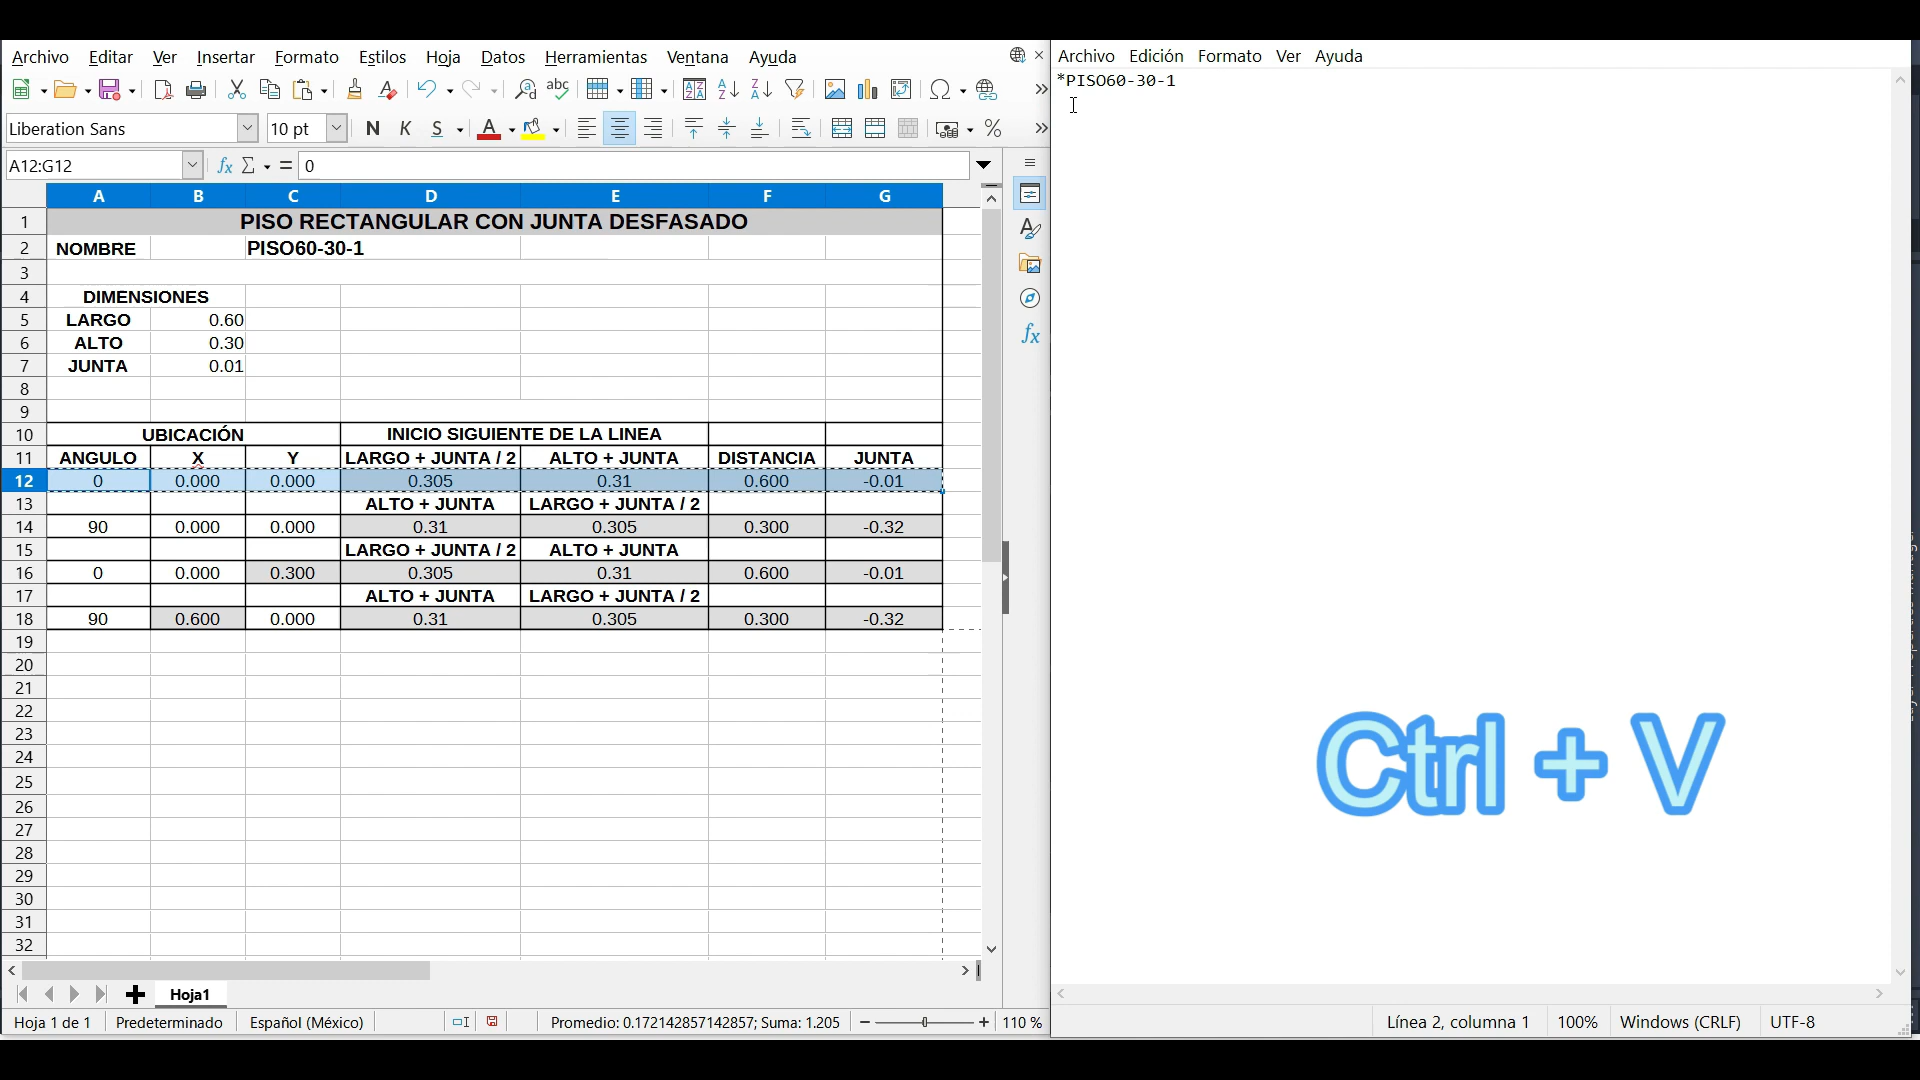 Archivo Editar Ver Insertar Formato Estilos Hoja Datos Herramientas Ventana Ayuda
Liberation Sans 10 pt N K S A %
A12:G12 fx Σ = 0
A B C D E F G
1 PISO RECTANGULAR CON JUNTA DESFASADO
2 NOMBRE PISO60-30-1
3
4 DIMENSIONES
5 LARGO 0.60
6 ALTO 0.30
7 JUNTA 0.01
8
9
10 UBICACIÓN INICIO SIGUIENTE DE LA LINEA
11 ANGULO X Y LARGO + JUNTA / 2 ALTO + JUNTA DISTANCIA JUNTA
12 0 0.000 0.000 0.305 0.31 0.600 -0.01
13 ALTO + JUNTA LARGO + JUNTA / 2
14 90 0.000 0.000 0.31 0.305 0.300 -0.32
15 LARGO + JUNTA / 2 ALTO + JUNTA
16 0 0.000 0.300 0.305 0.31 0.600 -0.01
17 ALTO + JUNTA LARGO + JUNTA / 2
18 90 0.600 0.000 0.31 0.305 0.300 -0.32
19
20
21
22
23
24
25
26
27
28
29
30
31
32
Hoja1
Hoja 1 de 1 Predeterminado Español (México) Promedio: 0.172142857142857; Suma: 1.205 110 %
Archivo Edición Formato Ver Ayuda
*PISO60-30-1
Ctrl + V
Línea 2, columna 1 100% Windows (CRLF) UTF-8